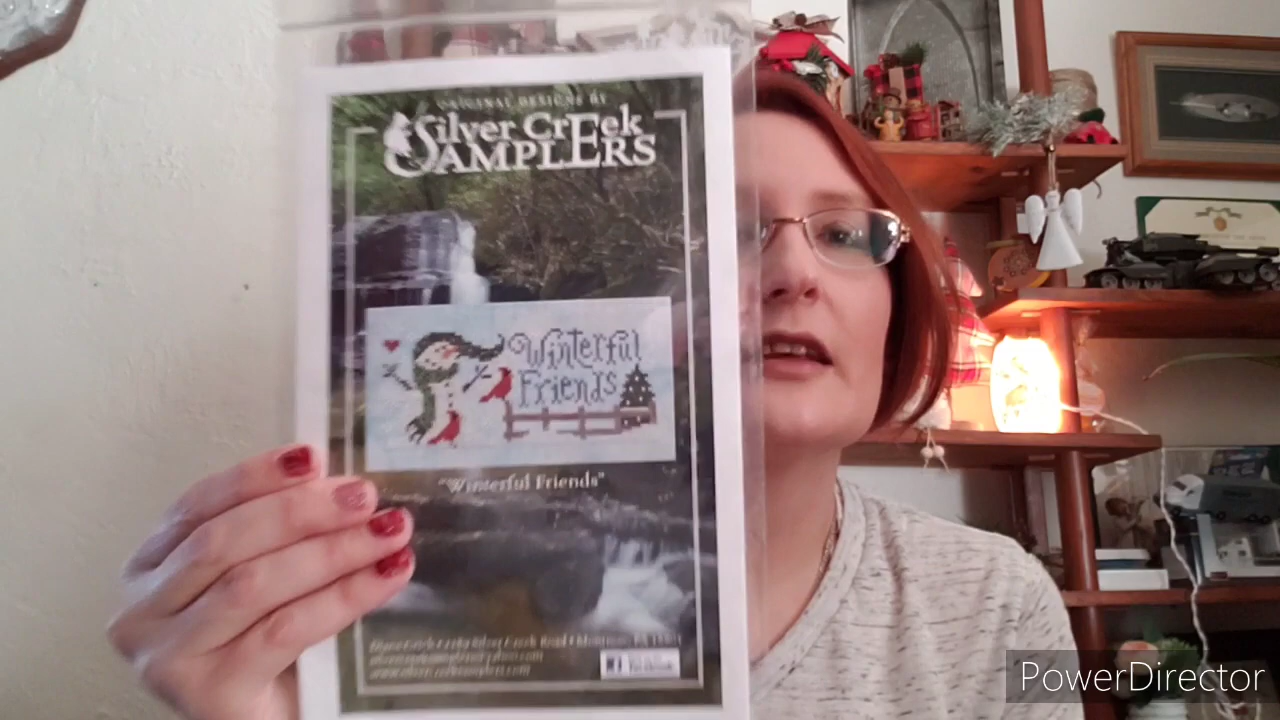 ORIGINAL DESIGNS BY
Silver CrEek
SAMPLERS
Winterful
Friends
"Winterful Friends"
PowerDirector